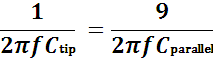 1/(2πfC_tip) = 9/(2πfC_parallel)